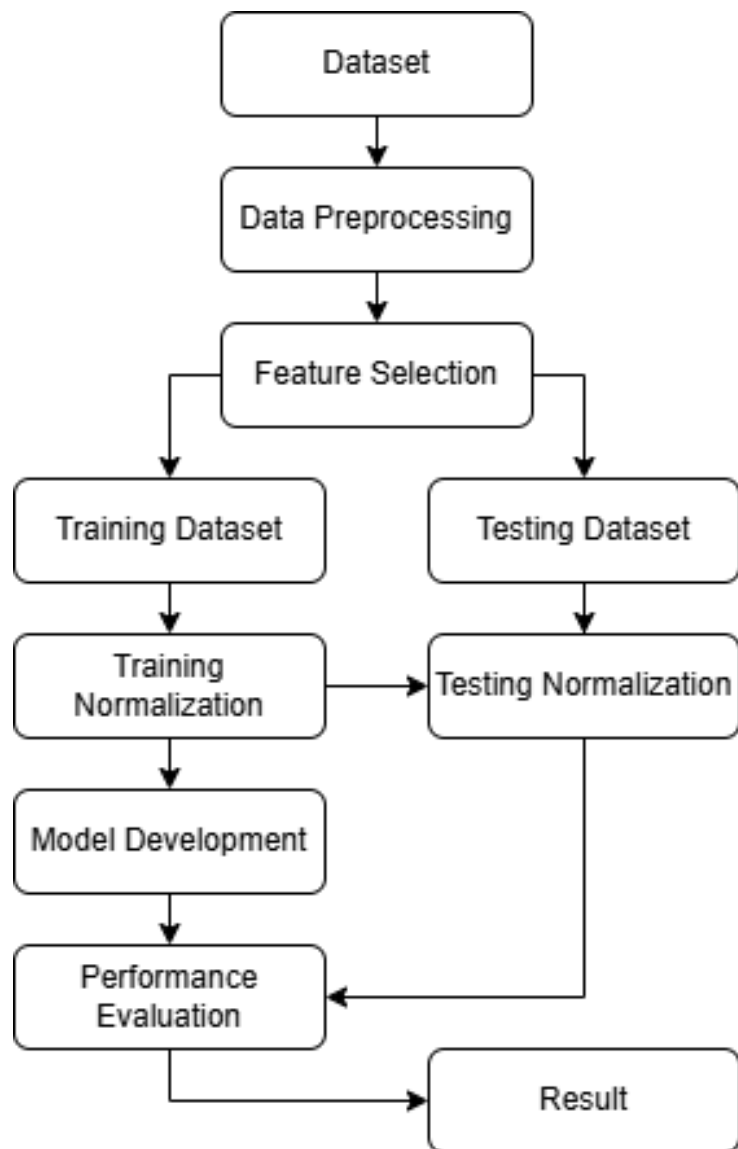 Dataset
Data Preprocessing
Feature Selection
Training Dataset
Testing Dataset
Training
Normalization
Testing Normalization
Model Development
Performance
Evaluation
Result